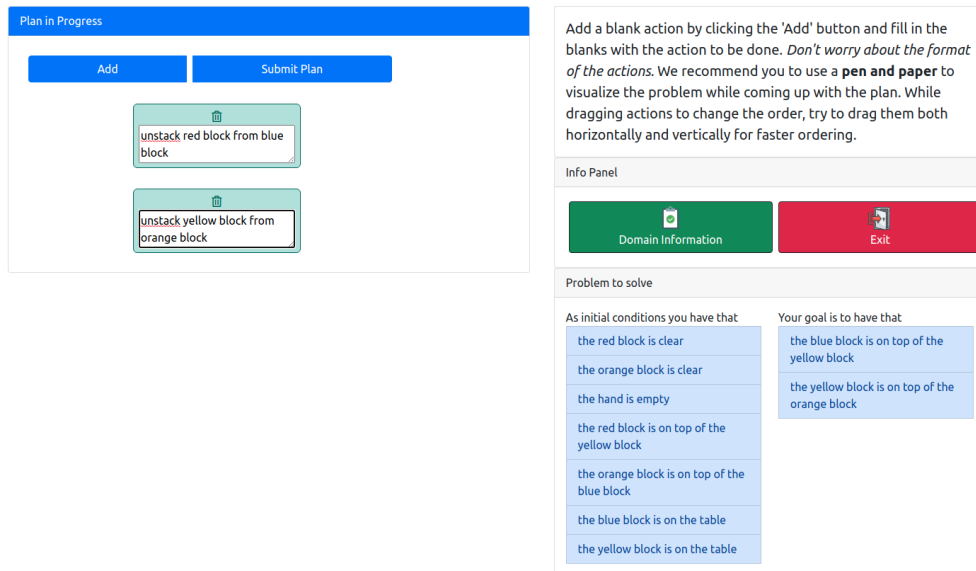 Plan in Progress
Add
Submit Plan
unstack red block from blue
block
unstack yellow block from
orange block
Add a blank action by clicking the 'Add' button and fill in the
blanks with the action to be done. Don't worry about the format
of the actions. We recommend you to use a pen and paper to
visualize the problem while coming up with the plan. While
dragging actions to change the order, try to drag them both
horizontally and vertically for faster ordering.
Info Panel
Domain Information
Exit
Problem to solve
As initial conditions you have that
the red block is clear
the orange block is clear
the hand is empty
the red block is on top of the
yellow block
the orange block is on top of the
blue block
the blue block is on the table
the yellow block is on the table
Your goal is to have that
the blue block is on top of the
yellow block
the yellow block is on top of the
orange block